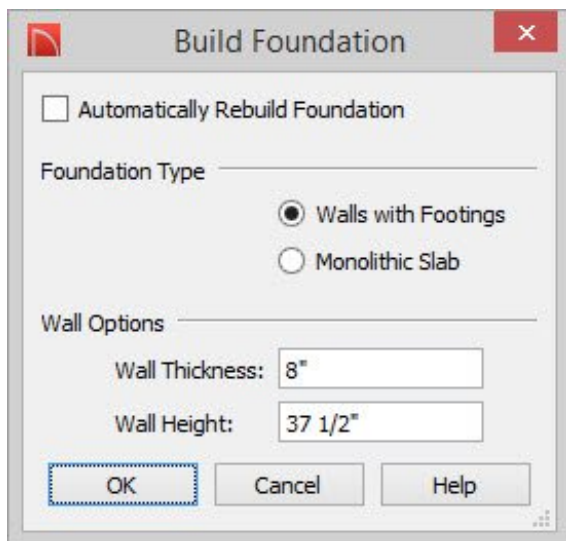 Build Foundation
Automatically Rebuild Foundation
Foundation Type
Walls with Footings
Monolithic Slab
Wall Options
Wall Thickness: 8"
Wall Height: 37 1/2"
OK Cancel Help